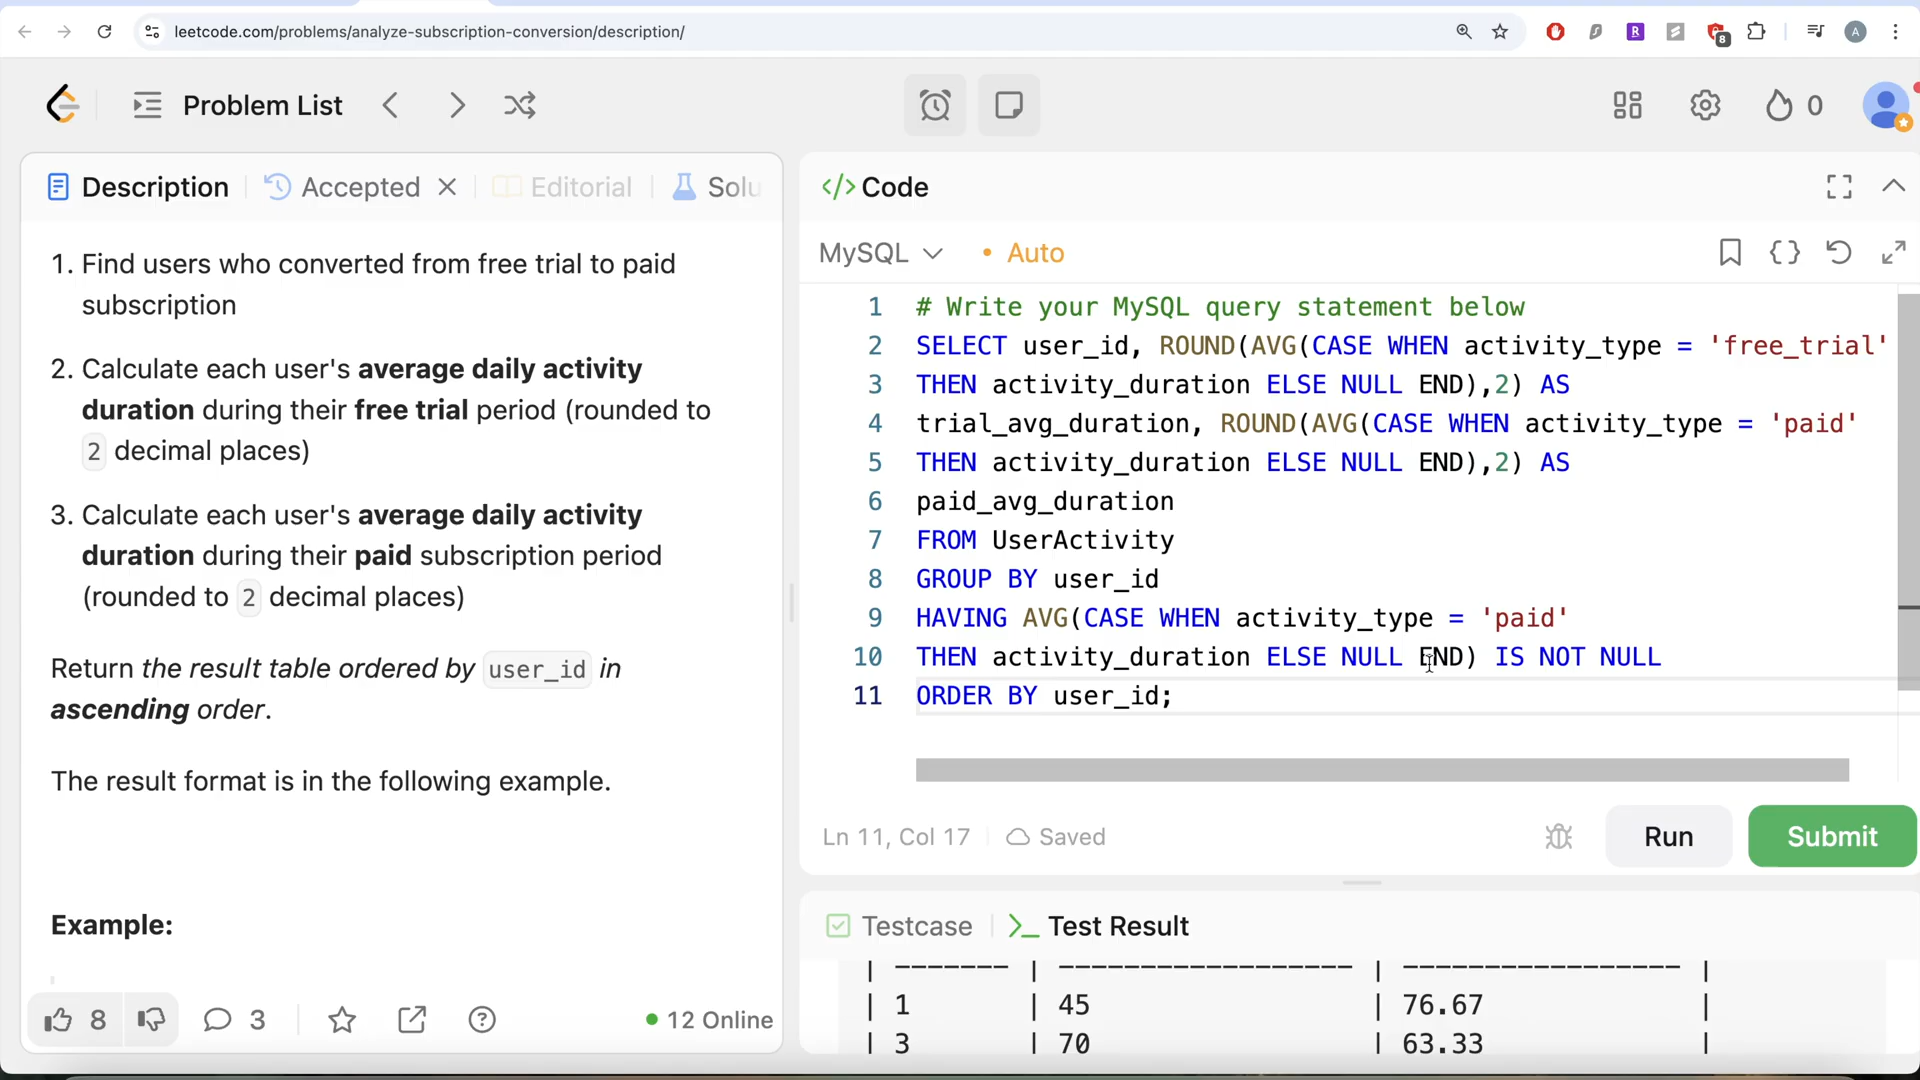 leetcode.com/problems/analyze-subscription-conversion/description/
8
A
Problem List
0
Description
Accepted
Editorial
Solu
1. Find users who converted from free trial to paid
subscription
2. Calculate each user's average daily activity
duration during their free trial period (rounded to
2 decimal places)
3. Calculate each user's average daily activity
duration during their paid subscription period
(rounded to 2 decimal places)
Return the result table ordered by user_id in
ascending order.
The result format is in the following example.
Example:
8
3
12 Online
</> Code
MySQL
Auto
1 # Write your MySQL query statement below
2 SELECT user_id, ROUND(AVG(CASE WHEN activity_type = 'free_trial'
3 THEN activity_duration ELSE NULL END),2) AS
4 trial_avg_duration, ROUND(AVG(CASE WHEN activity_type = 'paid'
5 THEN activity_duration ELSE NULL END),2) AS
6 paid_avg_duration
7 FROM UserActivity
8 GROUP BY user_id
9 HAVING AVG(CASE WHEN activity_type = 'paid'
10 THEN activity_duration ELSE NULL END) IS NOT NULL
11 ORDER BY user_id;
Ln 11, Col 17
Saved
Run
Submit
Testcase
Test Result
| ------- | ------------------ | ----------------- |
| 1 | 45 | 76.67 |
| 3 | 70 | 63.33 |